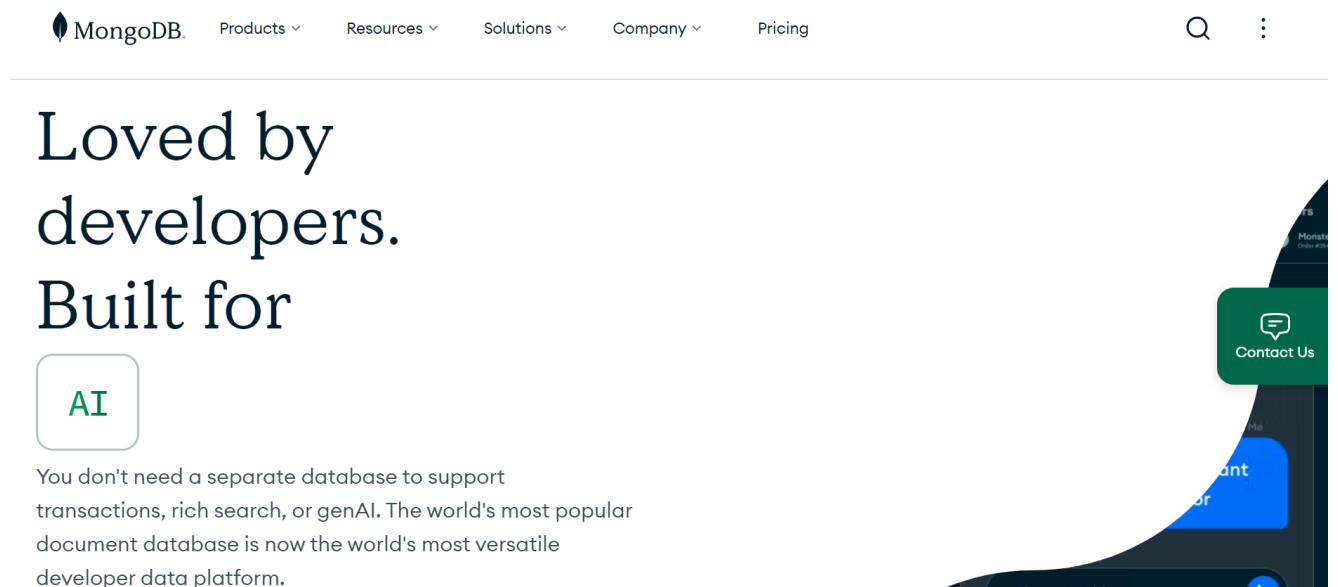 MongoDB.
Products
Resources
Solutions
Company
Pricing
Loved by
developers.
Built for
AI
You don't need a separate database to support
transactions, rich search, or genAI. The world's most popular
document database is now the world's most versatile
developer data platform.
Contact Us
Me